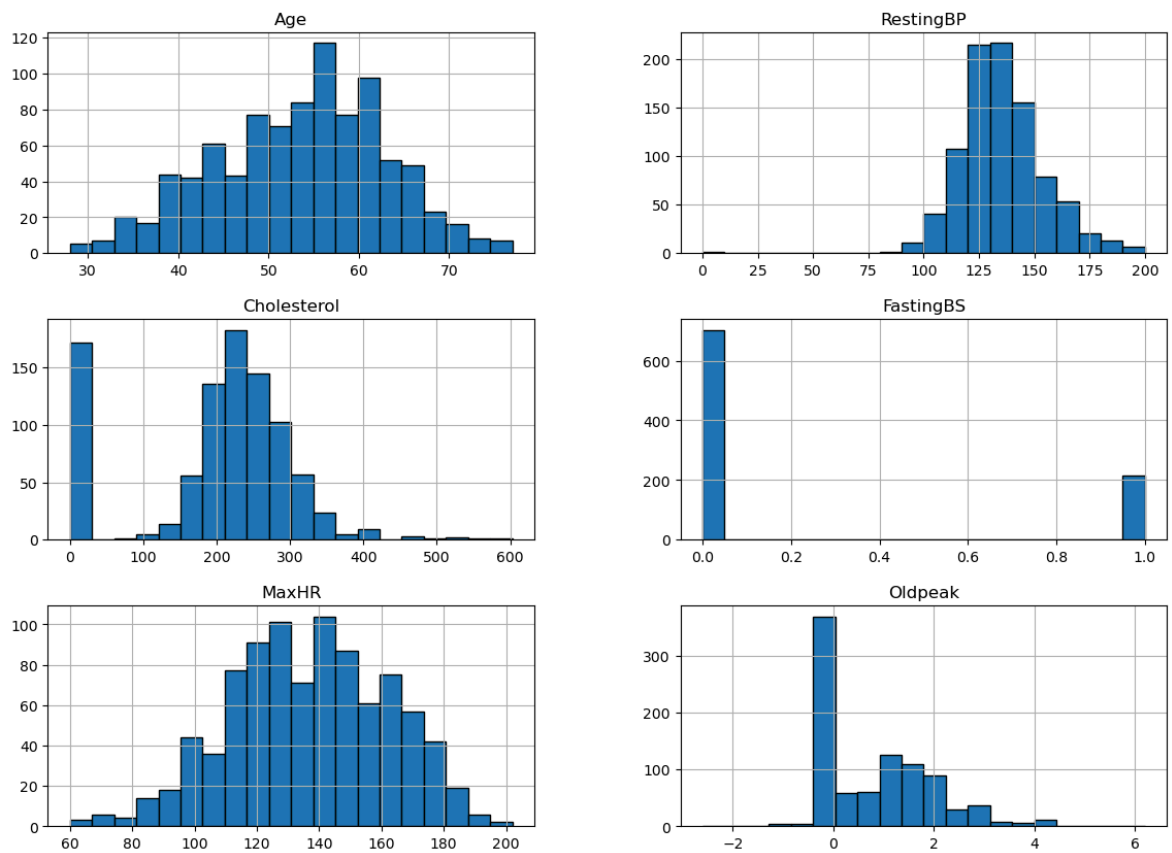 Age
120
100
80
60
40
20
0
30 40 50 60 70
RestingBP
200
150
100
50
0
0 25 50 75 100 125 150 175 200
Cholesterol
150
100
50
0
0 100 200 300 400 500 600
FastingBS
600
400
200
0
0.0 0.2 0.4 0.6 0.8 1.0
MaxHR
100
80
60
40
20
0
60 80 100 120 140 160 180 200
Oldpeak
300
200
100
0
−2 0 2 4 6